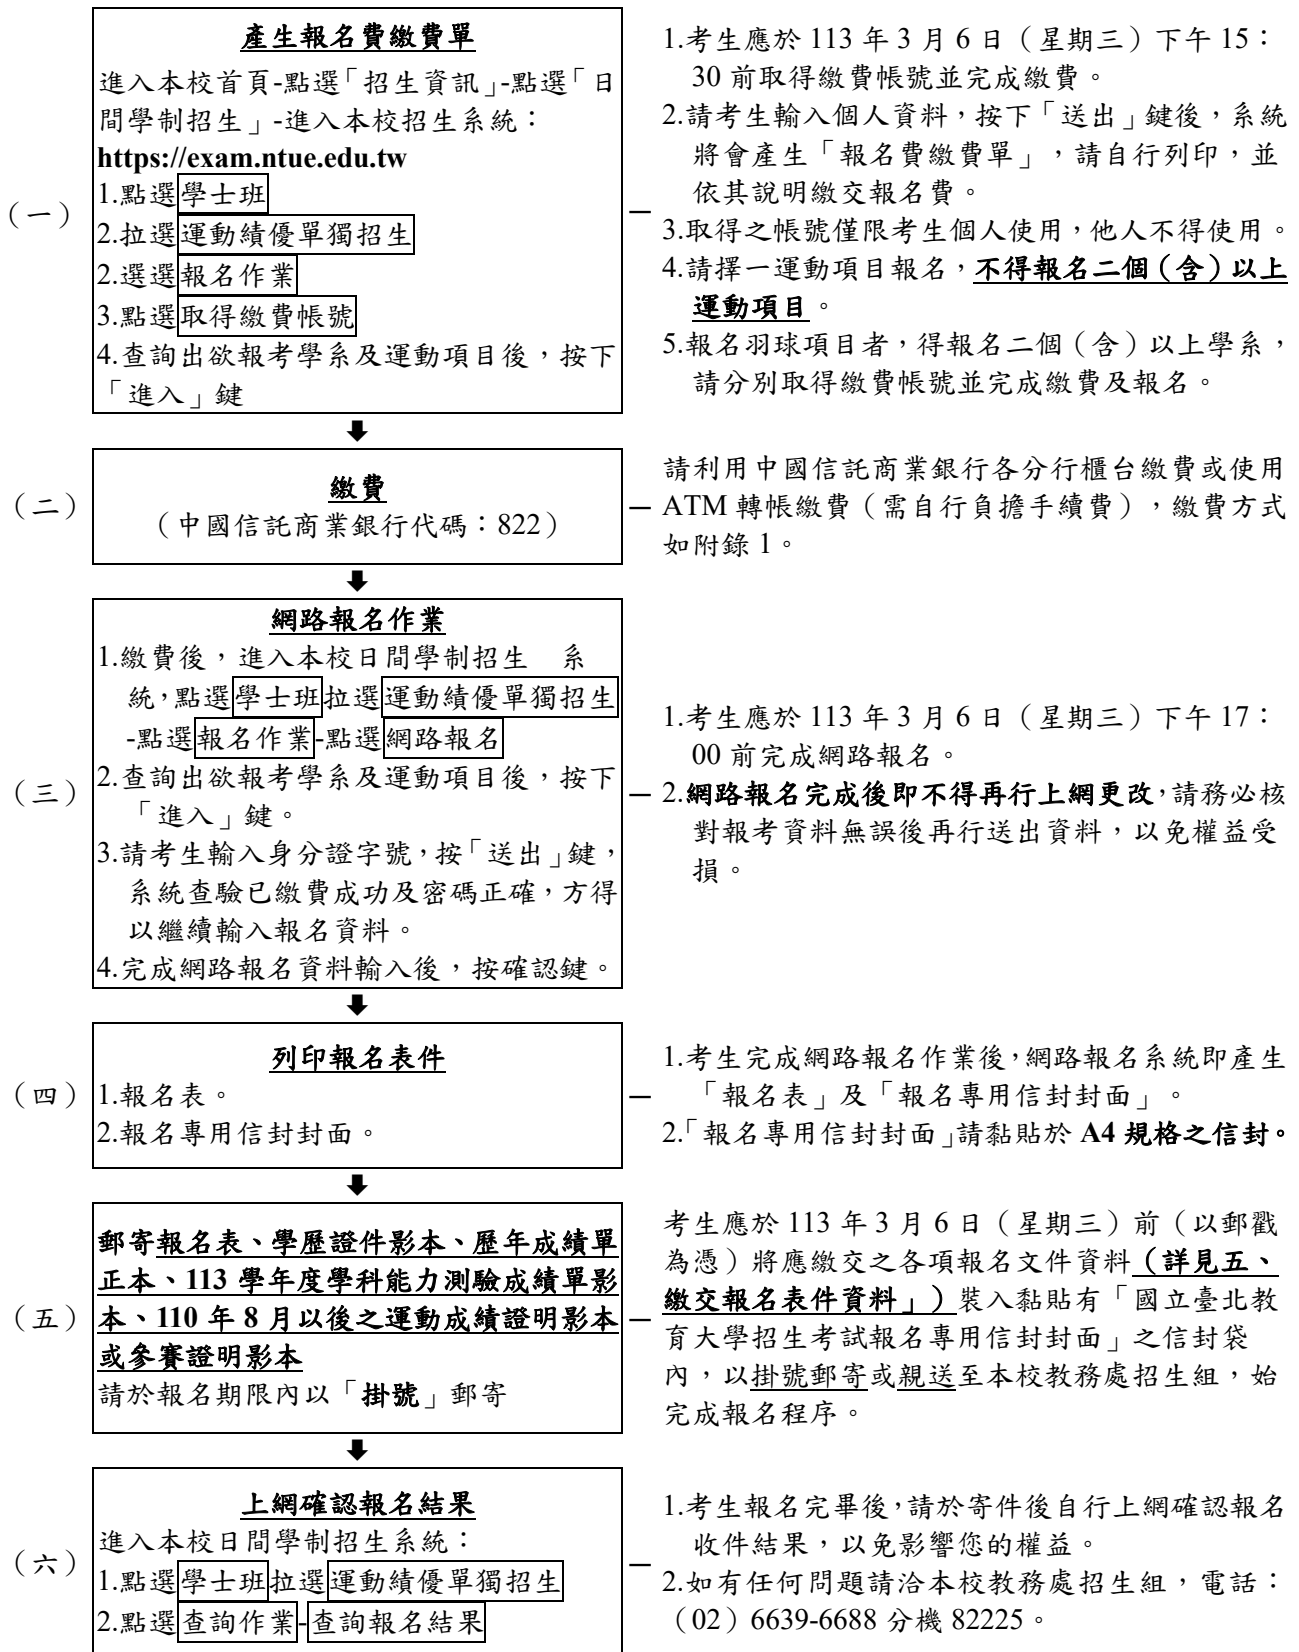 產生報名費繳費單
進入本校首頁-點選「招生資訊」-點選「日
間學制招生」-進入本校招生系統：
https://exam.ntue.edu.tw
（一）
1.點選學士班
2.拉選運動績優單獨招生
2.選選報名作業
3.點選取得繳費帳號
4.查詢出欲報考學系及運動項目後，按下
「進入」鍵
1.考生應於 113 年 3 月 6 日（星期三）下午 15：
30 前取得繳費帳號並完成繳費。
2.請考生輸入個人資料，按下「送出」鍵後，系統
將會產生「報名費繳費單」，請自行列印，並
依其說明繳交報名費。
3.取得之帳號僅限考生個人使用，他人不得使用。
4.請擇一運動項目報名，不得報名二個（含）以上
運動項目。
5.報名羽球項目者，得報名二個（含）以上學系，
請分別取得繳費帳號並完成繳費及報名。
（二）
繳費
（中國信託商業銀行代碼：822）
請利用中國信託商業銀行各分行櫃台繳費或使用
ATM 轉帳繳費（需自行負擔手續費），繳費方式
如附錄 1。
（三）
網路報名作業
1.繳費後，進入本校日間學制招生　系
統，點選學士班拉選運動績優單獨招生
-點選報名作業-點選網路報名
2.查詢出欲報考學系及運動項目後，按下
「進入」鍵。
3.請考生輸入身分證字號，按「送出」鍵，
系統查驗已繳費成功及密碼正確，方得
以繼續輸入報名資料。
4.完成網路報名資料輸入後，按確認鍵。
1.考生應於 113 年 3 月 6 日（星期三）下午 17：
00 前完成網路報名。
2.網路報名完成後即不得再行上網更改，請務必核
對報考資料無誤後再行送出資料，以免權益受
損。
（四）
列印報名表件
1.報名表。
2.報名專用信封封面。
1.考生完成網路報名作業後，網路報名系統即產生
「報名表」及「報名專用信封封面」。
2.「報名專用信封封面」請黏貼於 A4 規格之信封。
（五）
郵寄報名表、學歷證件影本、歷年成績單
正本、113 學年度學科能力測驗成績單影
本、110 年 8 月以後之運動成績證明影本
或參賽證明影本
請於報名期限內以「掛號」郵寄
考生應於 113 年 3 月 6 日（星期三）前（以郵戳
為憑）將應繳交之各項報名文件資料（詳見五、
繳交報名表件資料」）裝入黏貼有「國立臺北教
育大學招生考試報名專用信封封面」之信封袋
內，以掛號郵寄或親送至本校教務處招生組，始
完成報名程序。
（六）
上網確認報名結果
進入本校日間學制招生系統：
1.點選學士班拉選運動績優單獨招生
2.點選查詢作業-查詢報名結果
1.考生報名完畢後，請於寄件後自行上網確認報名
收件結果，以免影響您的權益。
2.如有任何問題請洽本校教務處招生組，電話：
（02）6639-6688 分機 82225。